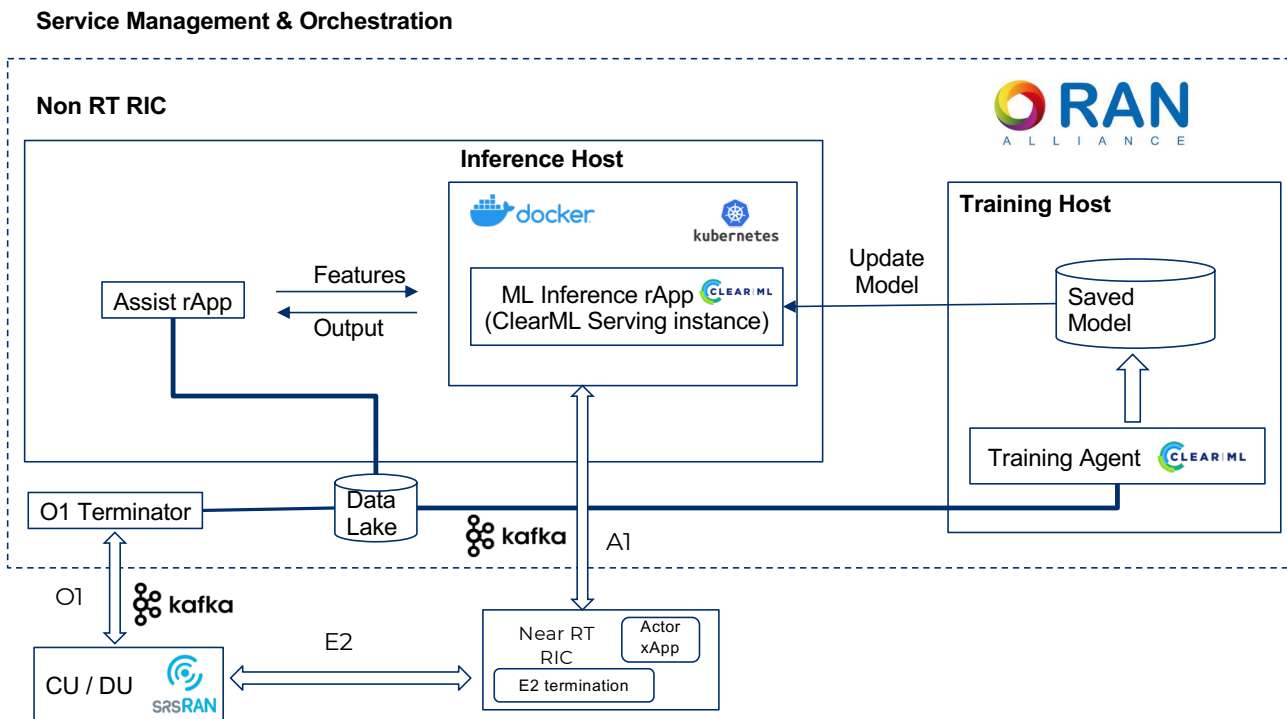 Service Management & Orchestration
Non RT RIC
ORAN
ALLIANCE
Inference Host
docker
kubernetes
Training Host
Assist rApp
Features
Output
ML Inference rApp CLEAR|ML
(ClearML Serving instance)
Update
Model
Saved
Model
Training Agent CLEAR|ML
O1 Terminator
Data
Lake
kafka
A1
O1
kafka
E2
CU / DU
srsRAN
Near RT
RIC
Actor
xApp
E2 termination